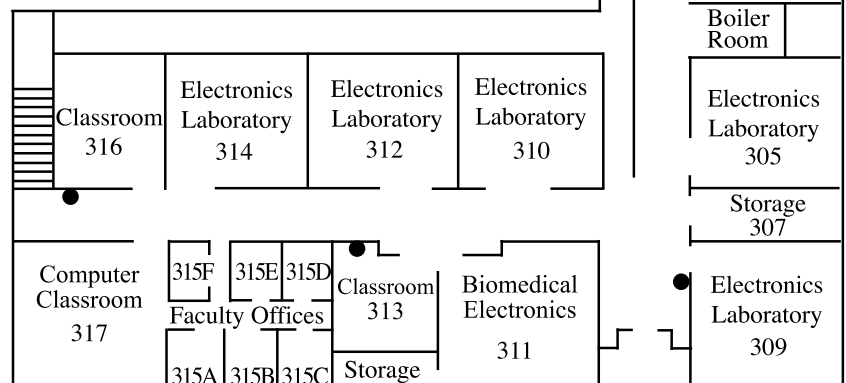 Boiler
Room
Classroom
316
Electronics
Laboratory
314
Electronics
Laboratory
312
Electronics
Laboratory
310
Electronics
Laboratory
305
Storage
307
Computer
Classroom
317
315F
315E
315D
Faculty Offices
315A
315B
315C
Classroom
313
Storage
Biomedical
Electronics
311
Electronics
Laboratory
309